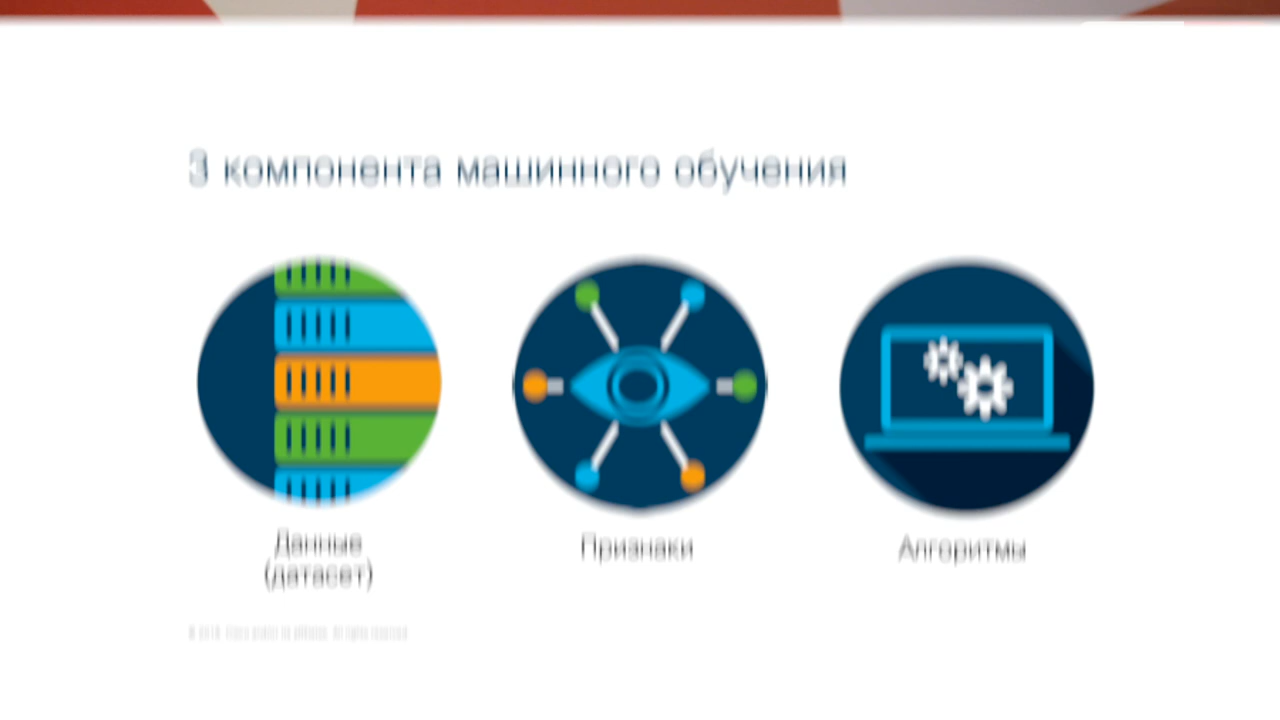 3 компонента машинного обучения
Данные
(датасет)
Признаки
Алгоритмы